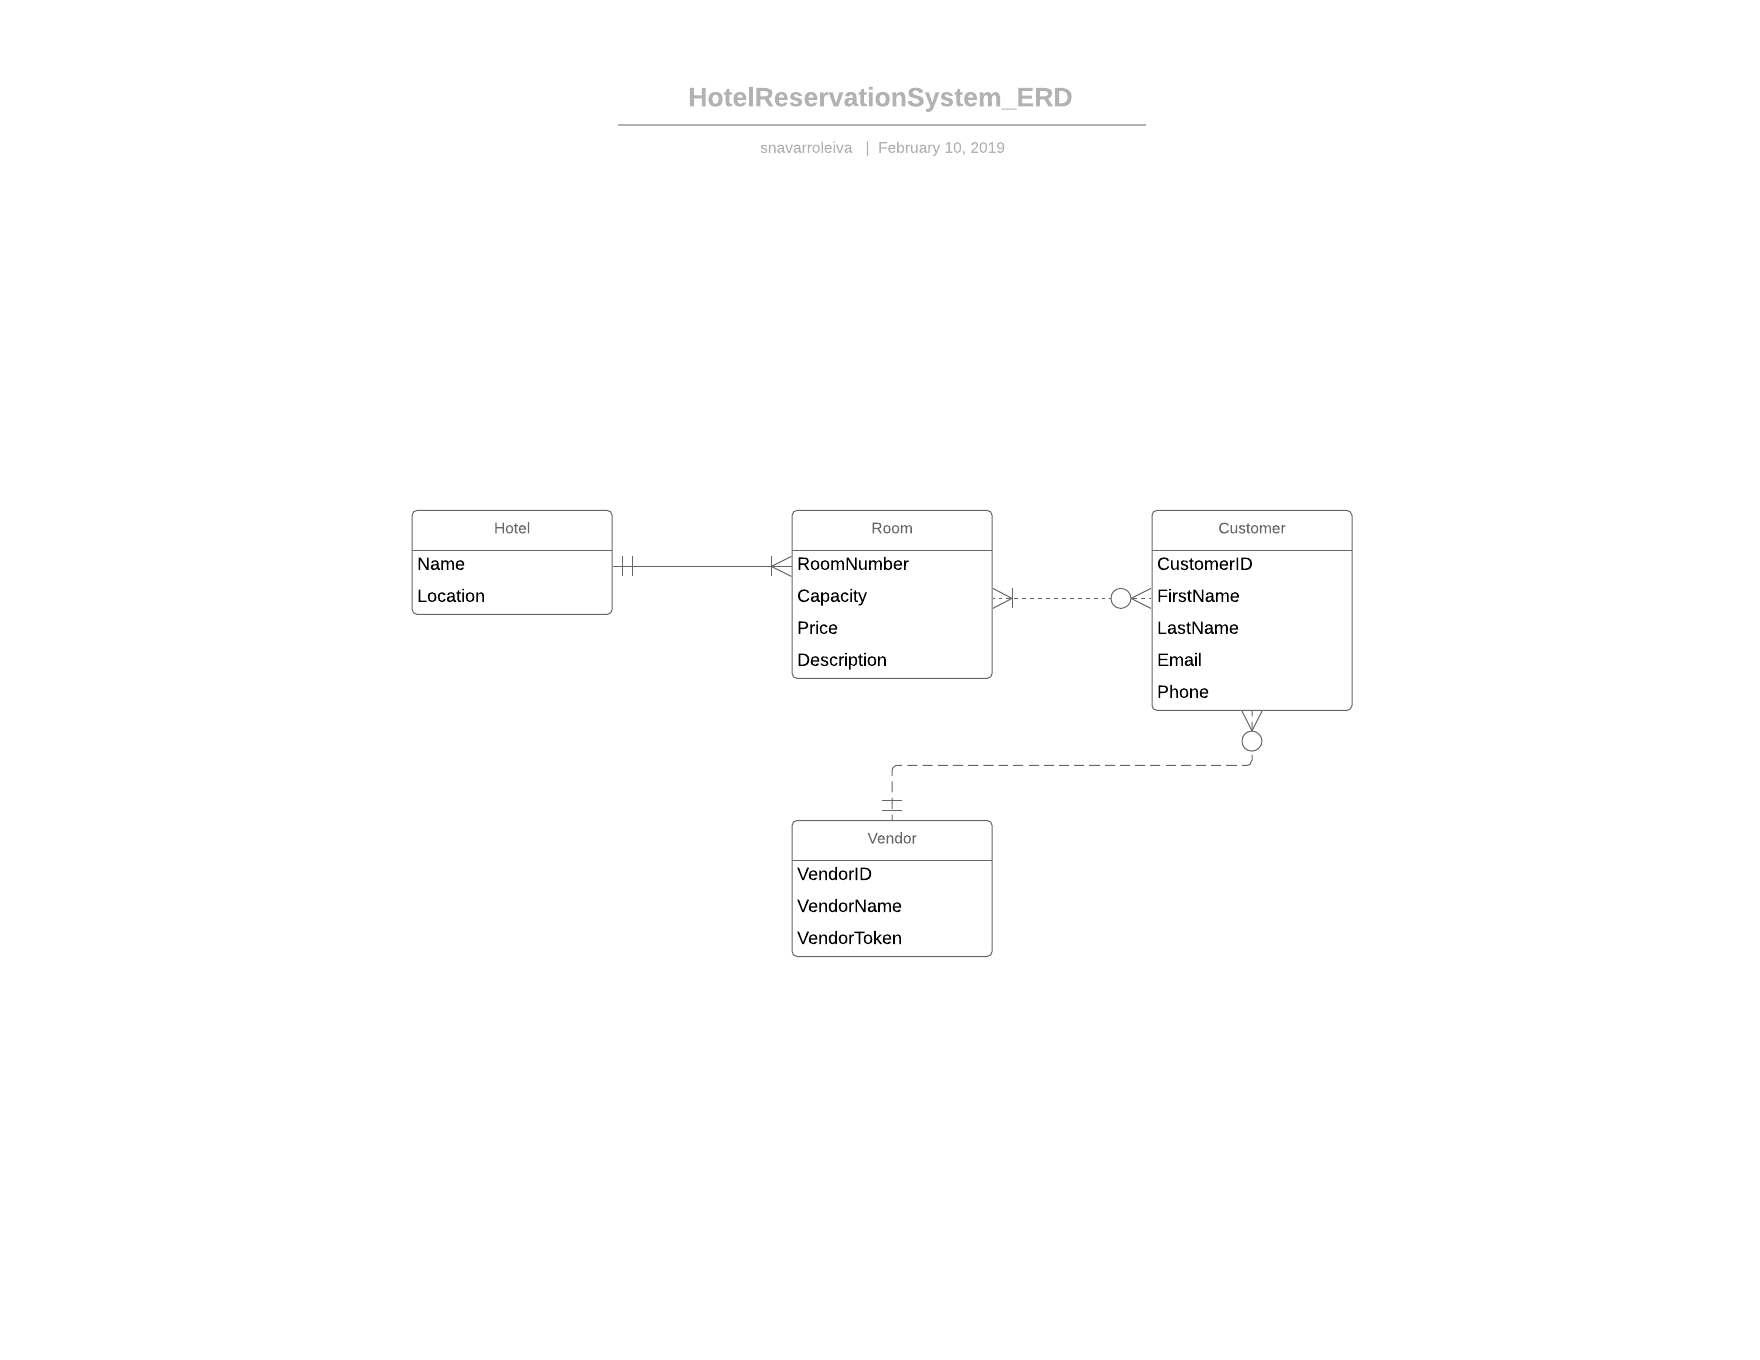 HotelReservationSystem_ERD
snavarroleiva | February 10, 2019
Hotel
Name
Location
Room
RoomNumber
Capacity
Price
Description
Customer
CustomerID
FirstName
LastName
Email
Phone
Vendor
VendorID
VendorName
VendorToken